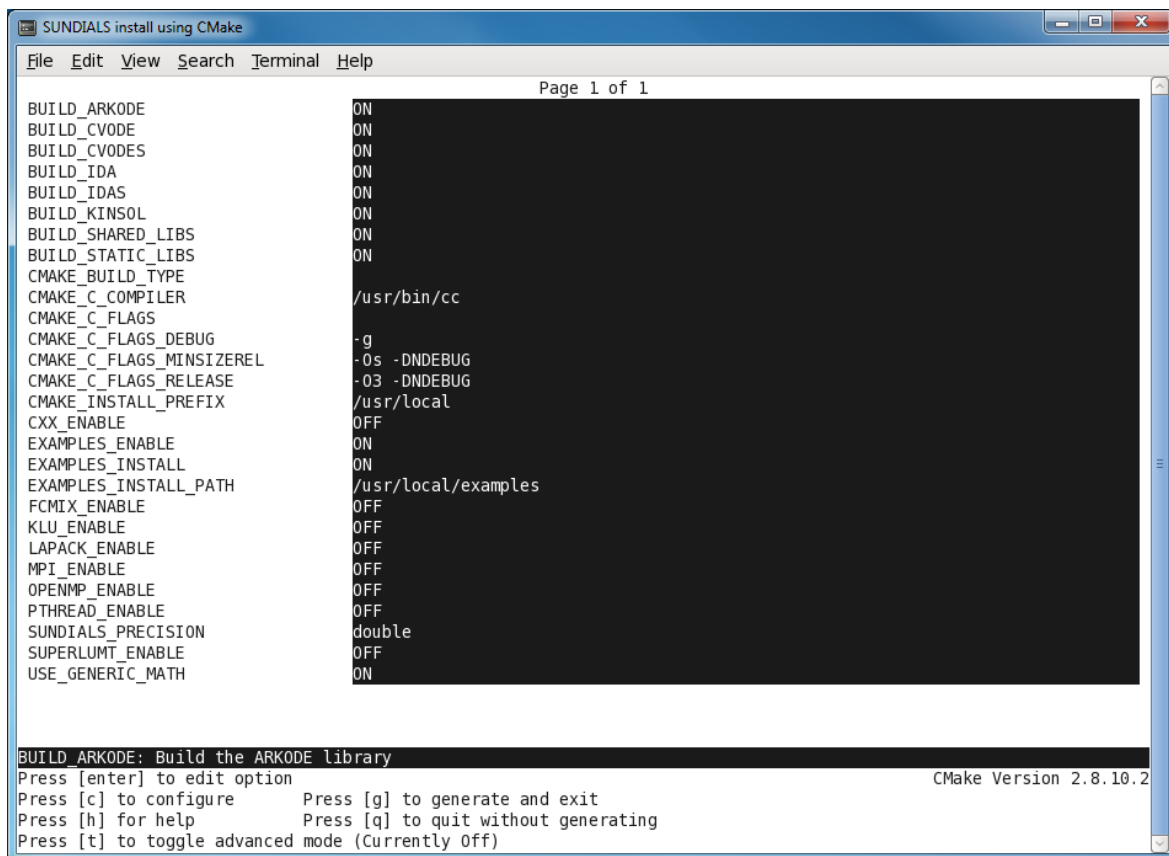 SUNDIALS install using CMake
File Edit View Search Terminal Help
Page 1 of 1
BUILD_ARKODE ON
BUILD_CVODE ON
BUILD_CVODES ON
BUILD_IDA ON
BUILD_IDAS ON
BUILD_KINSOL ON
BUILD_SHARED_LIBS ON
BUILD_STATIC_LIBS ON
CMAKE_BUILD_TYPE
CMAKE_C_COMPILER /usr/bin/cc
CMAKE_C_FLAGS
CMAKE_C_FLAGS_DEBUG -g
CMAKE_C_FLAGS_MINSIZEREL -Os -DNDEBUG
CMAKE_C_FLAGS_RELEASE -O3 -DNDEBUG
CMAKE_INSTALL_PREFIX /usr/local
CXX_ENABLE OFF
EXAMPLES_ENABLE ON
EXAMPLES_INSTALL ON
EXAMPLES_INSTALL_PATH /usr/local/examples
FCMIX_ENABLE OFF
KLU_ENABLE OFF
LAPACK_ENABLE OFF
MPI_ENABLE OFF
OPENMP_ENABLE OFF
PTHREAD_ENABLE OFF
SUNDIALS_PRECISION double
SUPERLUMT_ENABLE OFF
USE_GENERIC_MATH ON
BUILD_ARKODE: Build the ARKODE library
Press [enter] to edit option CMake Version 2.8.10.2
Press [c] to configure Press [g] to generate and exit
Press [h] for help Press [q] to quit without generating
Press [t] to toggle advanced mode (Currently Off)